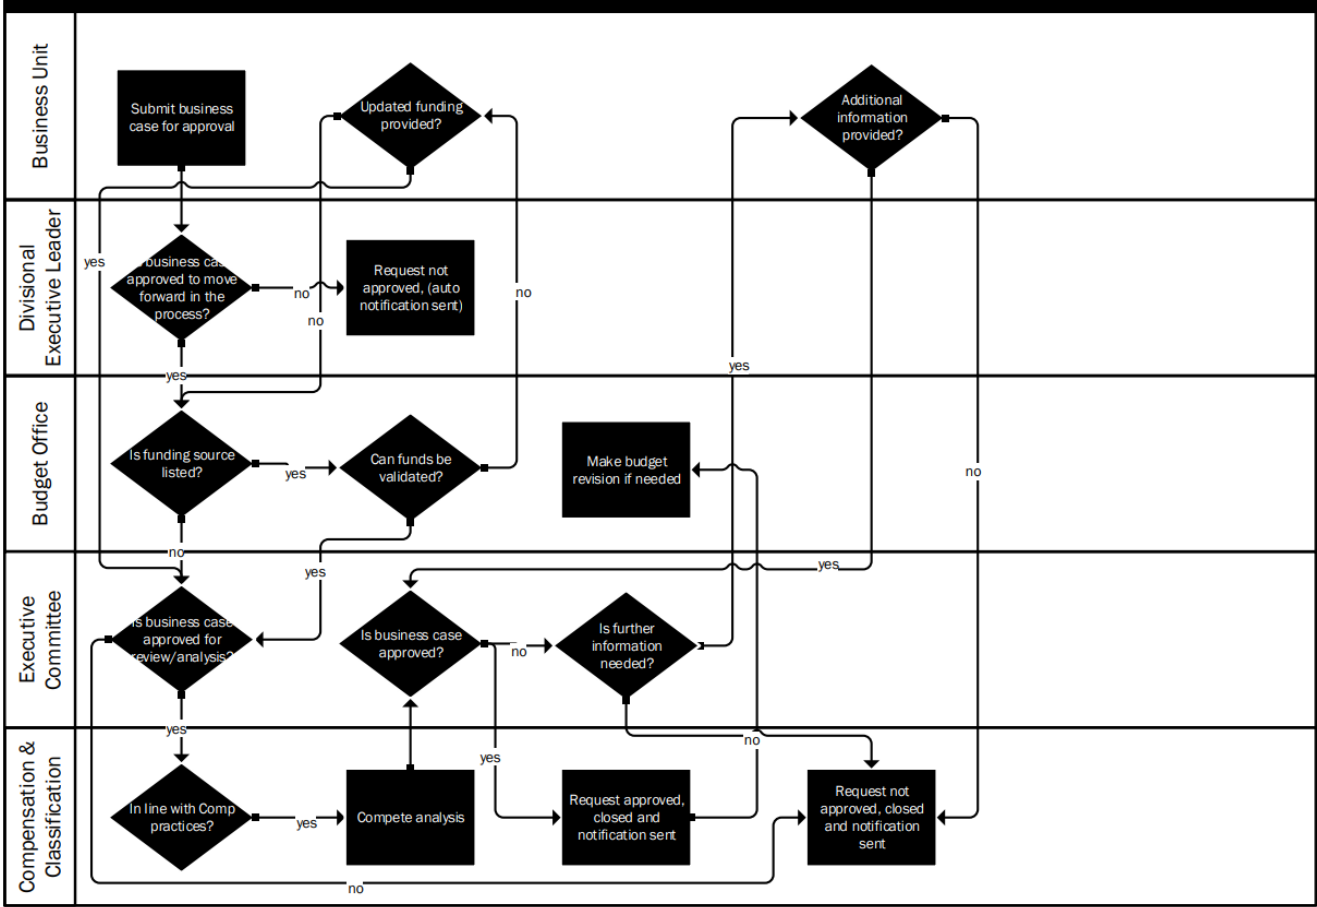 Business Unit
Submit business
case for approval
Updated funding
provided?
Additional
information
provided?
Divisional
Executive Leader
yes
business
approved to move
forward in the
process?
no
Request not
approved, (auto
notification sent)
no
no
yes
yes
Budget Office
Is funding source
listed?
yes
Can funds be
validated?
Make budget
revision if needed
no
no
yes
yes
Executive
Committee
Is business case
approved for
review/analysis?
Is business case
approved?
no
Is further
information
needed?
yes
Compensation &
Classification
yes
no
In line with Comp
practices?
yes
Compete analysis
Request approved,
closed and
notification sent
Request not
approved, closed
and notification
sent
no